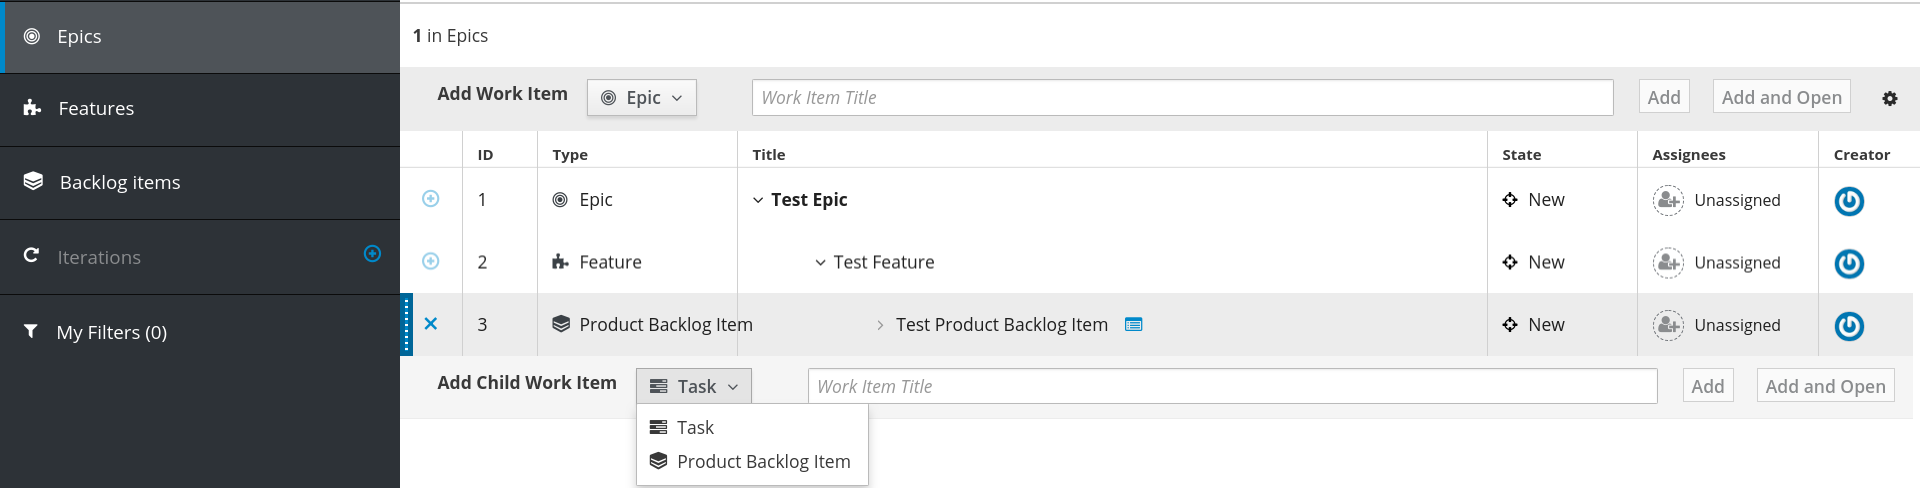 Epics
Features
Backlog items
Iterations
My Filters (0)
1 in Epics
Add Work Item Epic Work Item Title Add Add and Open
ID Type Title State Assignees Creator
1 Epic Test Epic New Unassigned
2 Feature Test Feature New Unassigned
3 Product Backlog Item Test Product Backlog Item New Unassigned
Add Child Work Item Task Work Item Title Add Add and Open
Task
Product Backlog Item